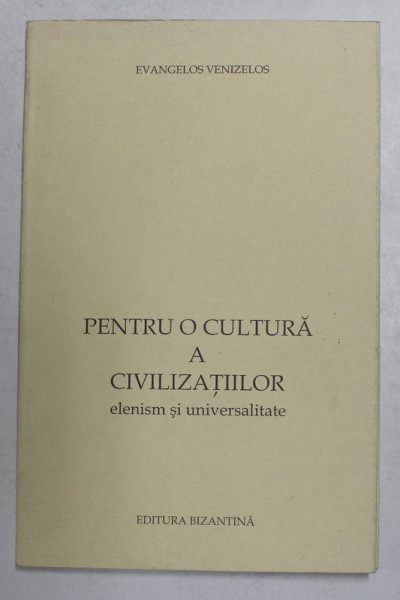 EVANGELOS VENIZELOS
PENTRU O CULTURĂ
A
CIVILIZAȚIILOR
elenism și universalitate
EDITURA BIZANTINĂ